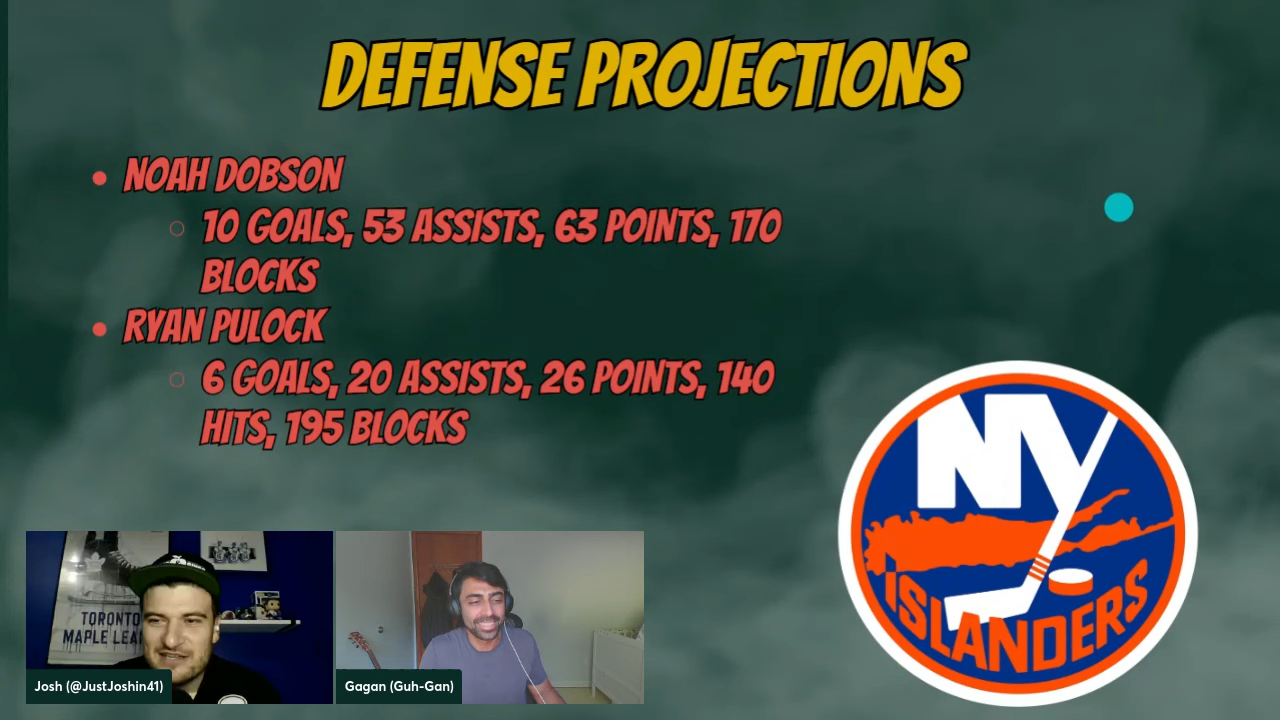 DEFENSE PROJECTIONS
NOAH DOBSON
10 GOALS, 53 ASSISTS, 63 POINTS, 170
BLOCKS
RYAN PULOCK
6 GOALS, 20 ASSISTS, 26 POINTS, 140
HITS, 195 BLOCKS
NY
ISLANDERS
TORONTO
MAPLE LEA
Josh (@JustJoshin41)
Gagan (Guh-Gan)